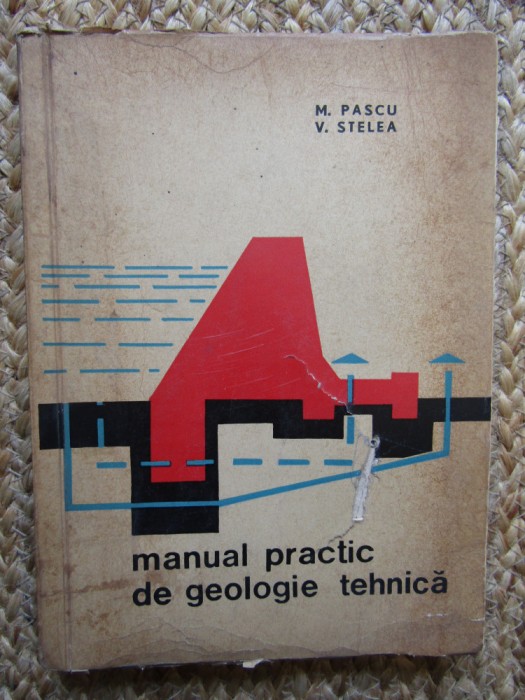 M. PASCU
V. STELEA
manual practic
de geologie tehnică